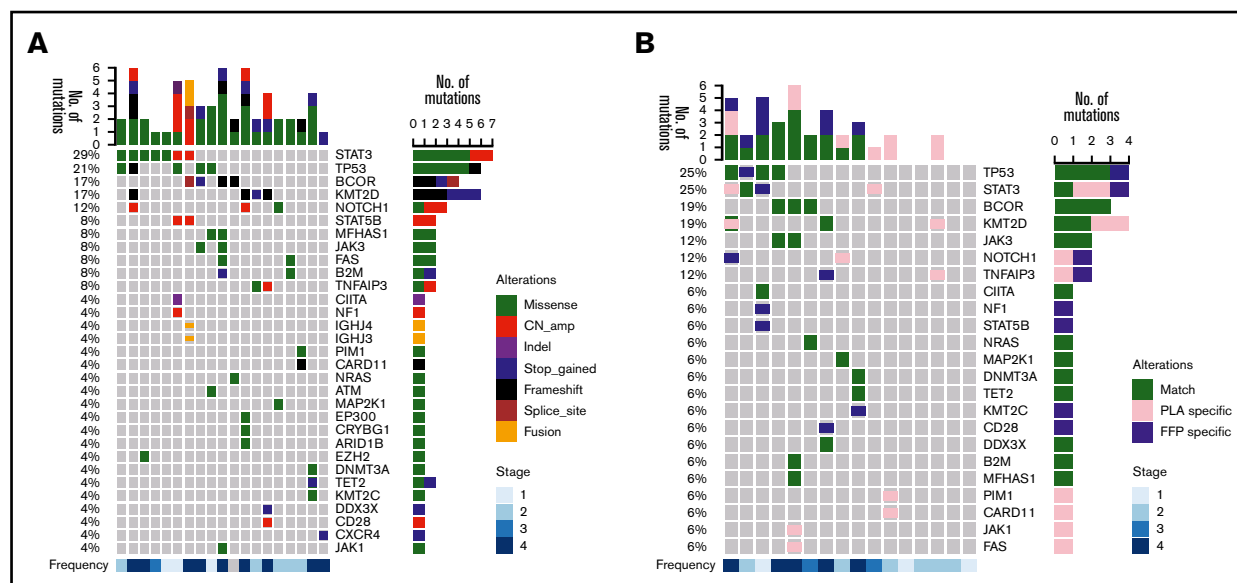 A
B
No. of
mutations
6
5
4
3
2
1
0
No. of
mutations
0 1 2 3 4 5 6 7
29% STAT3
21% TP53
17% BCOR
17% KMT2D
12% NOTCH1
8% STAT5B
8% MFHAS1
8% JAK3
8% FAS
8% B2M
8% TNFAIP3
4% CIITA
4% NF1
4% IGHJ4
4% IGHJ3
4% PIM1
4% CARD11
4% NRAS
4% ATM
4% MAP2K1
4% EP300
4% CRYBG1
4% ARID1B
4% EZH2
4% DNMT3A
4% TET2
4% KMT2C
4% DDX3X
4% CD28
4% CXCR4
4% JAK1
Frequency
Alterations
Missense
CN_amp
Indel
Stop_gained
Frameshift
Splice_site
Fusion
Stage
1
2
3
4
No. of
mutations
6
5
4
3
2
1
0
No. of
mutations
0 1 2 3 4
25% TP53
25% STAT3
19% BCOR
19% KMT2D
12% JAK3
12% NOTCH1
12% TNFAIP3
6% CIITA
6% NF1
6% STAT5B
6% NRAS
6% MAP2K1
6% DNMT3A
6% TET2
6% KMT2C
6% CD28
6% DDX3X
6% B2M
6% MFHAS1
6% PIM1
6% CARD11
6% JAK1
6% FAS
Frequency
Alterations
Match
PLA specific
FFP specific
Stage
1
2
3
4